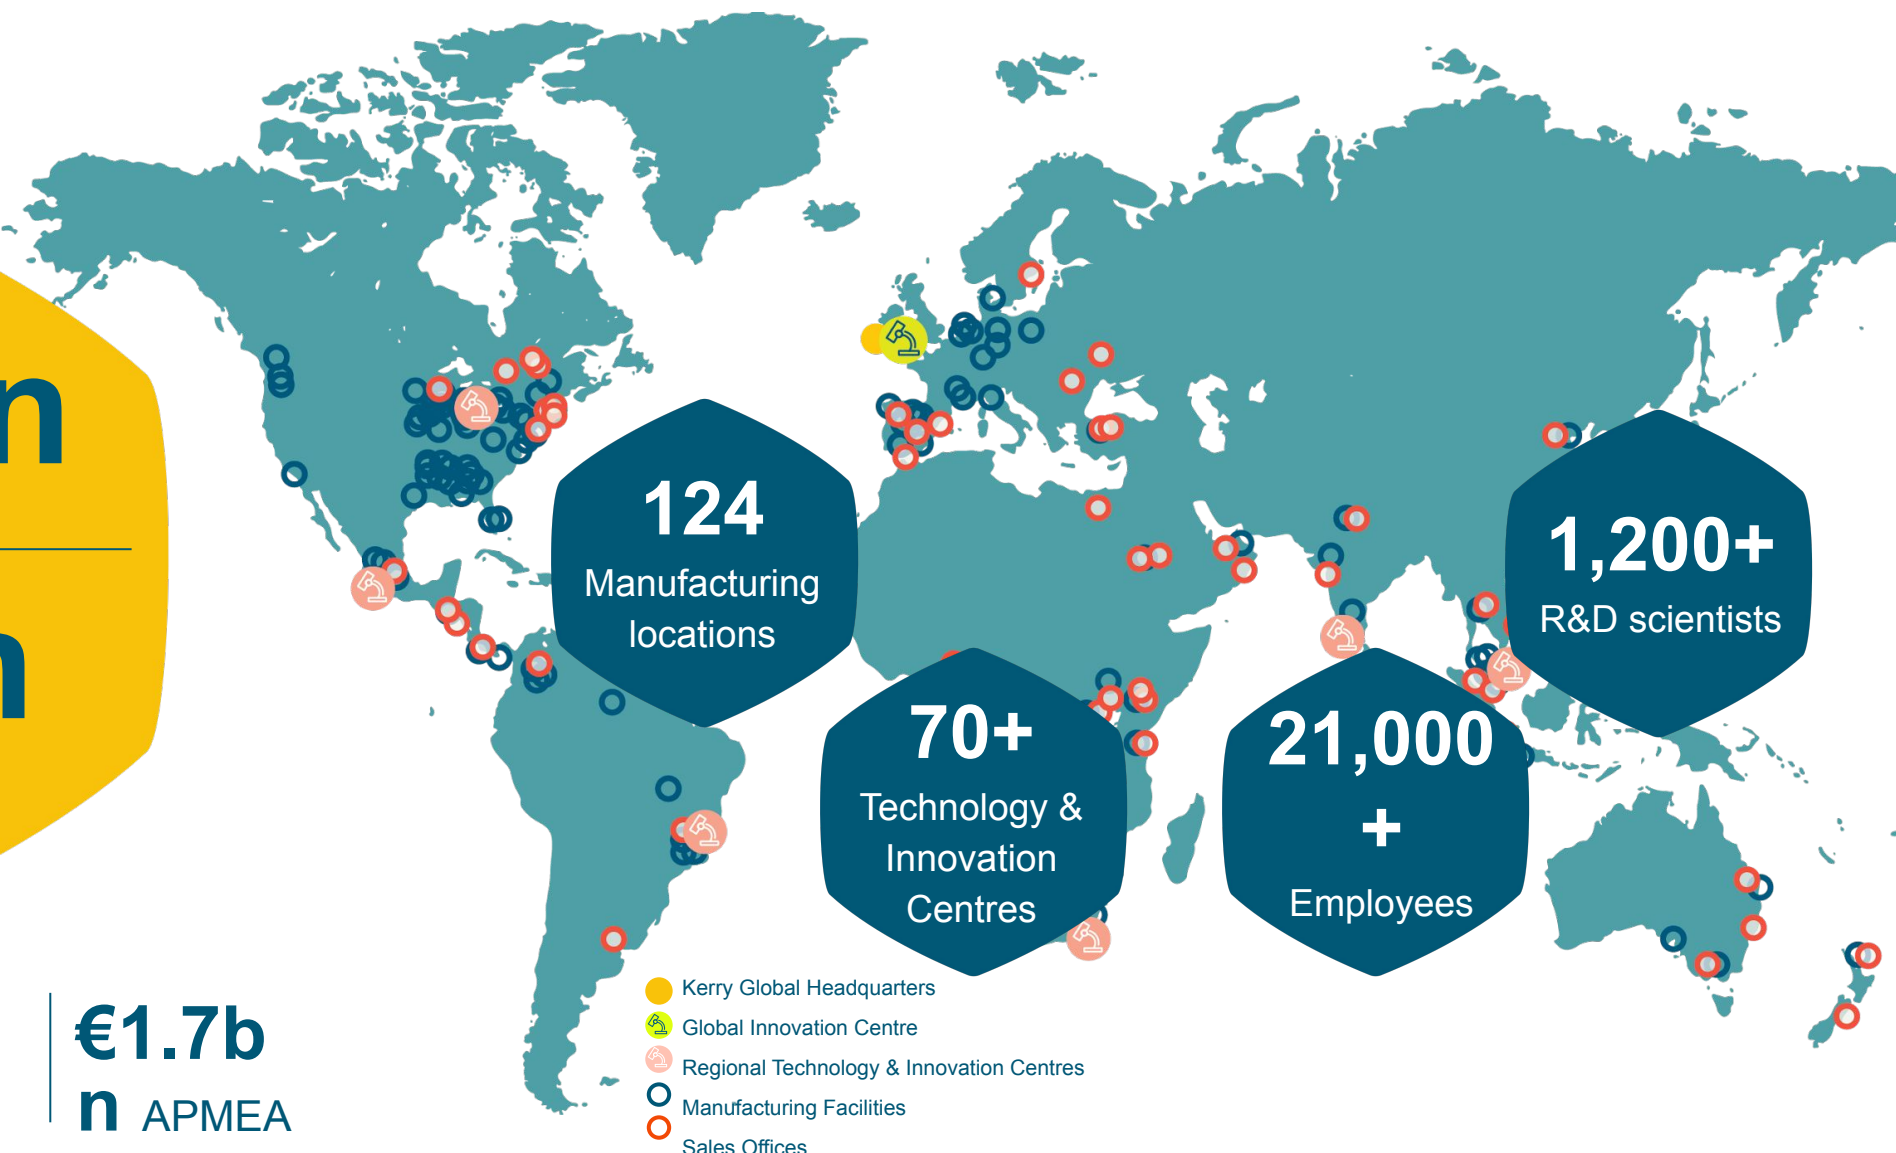 n
n
124
Manufacturing
locations
1,200+
R&D scientists
70+
Technology &
Innovation
Centres
21,000
+
Employees
€1.7b
n APMEA
Kerry Global Headquarters
Global Innovation Centre
Regional Technology & Innovation Centres
Manufacturing Facilities
Sales Offices